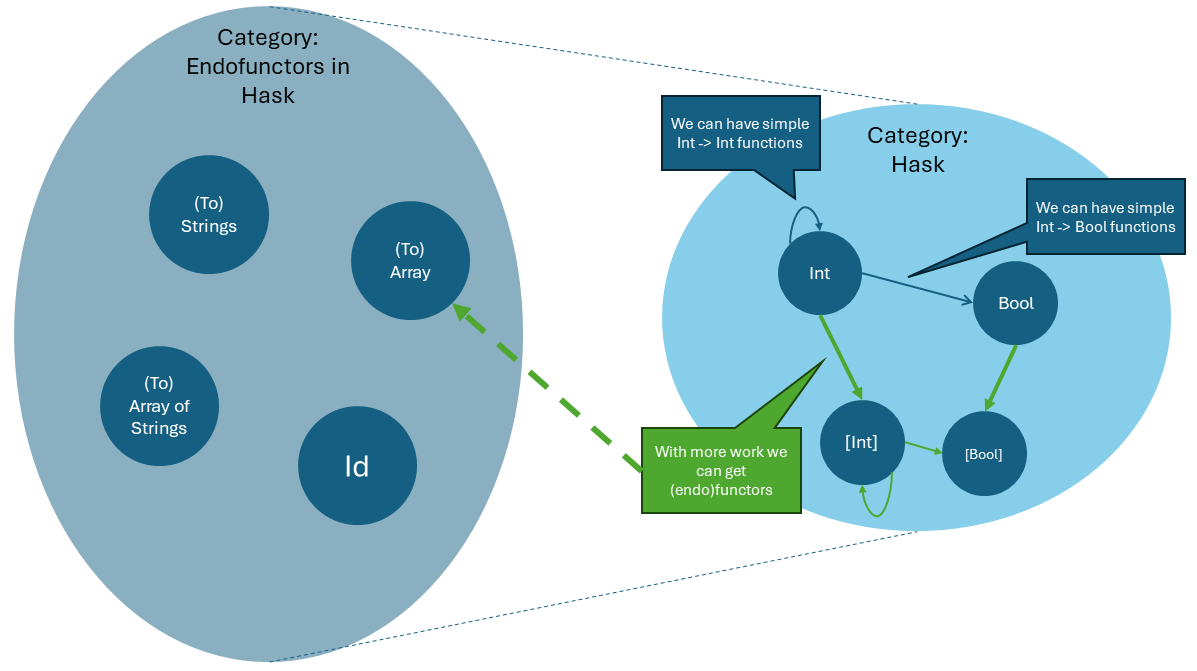 Category:
Endofunctors in
Hask
(To)
Strings
(To)
Array
(To)
Array of
Strings
Id
We can have simple
Int -> Int functions
Category:
Hask
We can have simple
Int -> Bool functions
Int
Bool
With more work we
can get
(endo)functors
[Int]
[Bool]